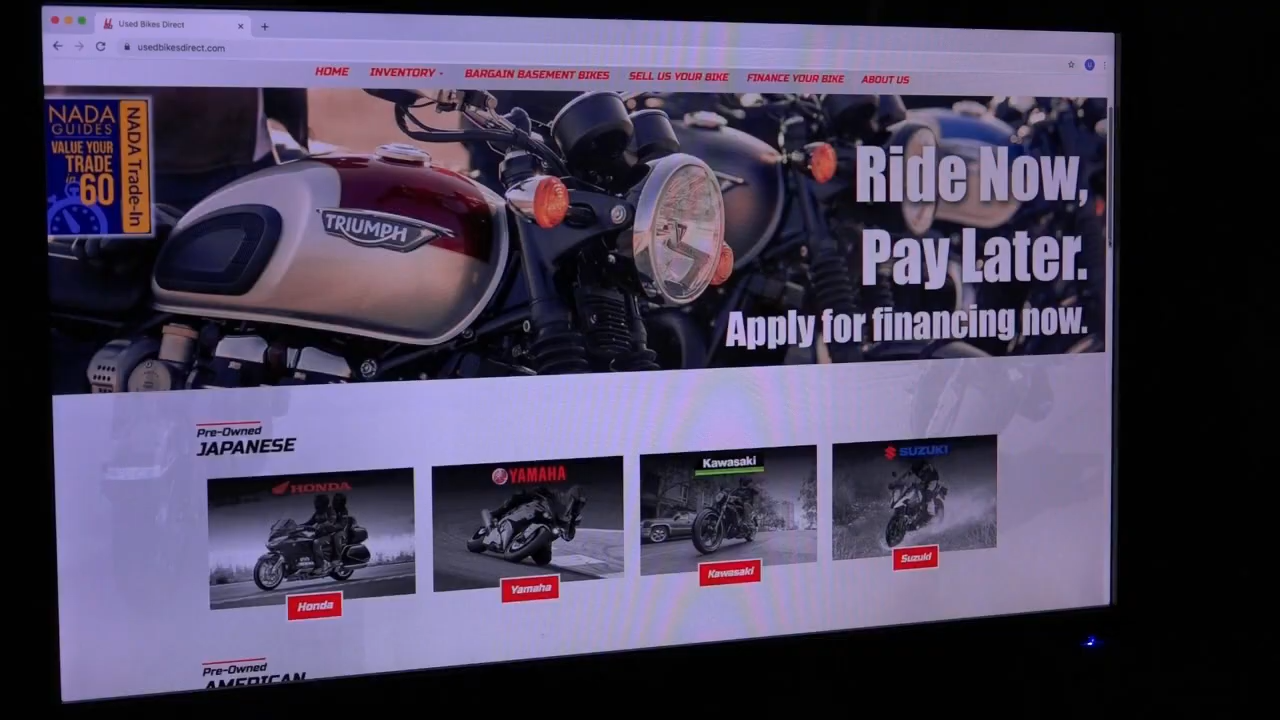 Used Bikes Direct
usedbikesdirect.com
HOME INVENTORY BARGAIN BASEMENT BIKES SELL US YOUR BIKE FINANCE YOUR BIKE ABOUT US
NADA
GUIDES
VALUE YOUR
TRADE
in
60
NADA Trade-In
TRIUMPH
Ride Now,
Pay Later.
Apply for financing now.
Pre-Owned
JAPANESE
HONDA
YAMAHA
Kawasaki
SUZUKI
Honda
Yamaha
Kawasaki
Suzuki
Pre-Owned
AMERICAN